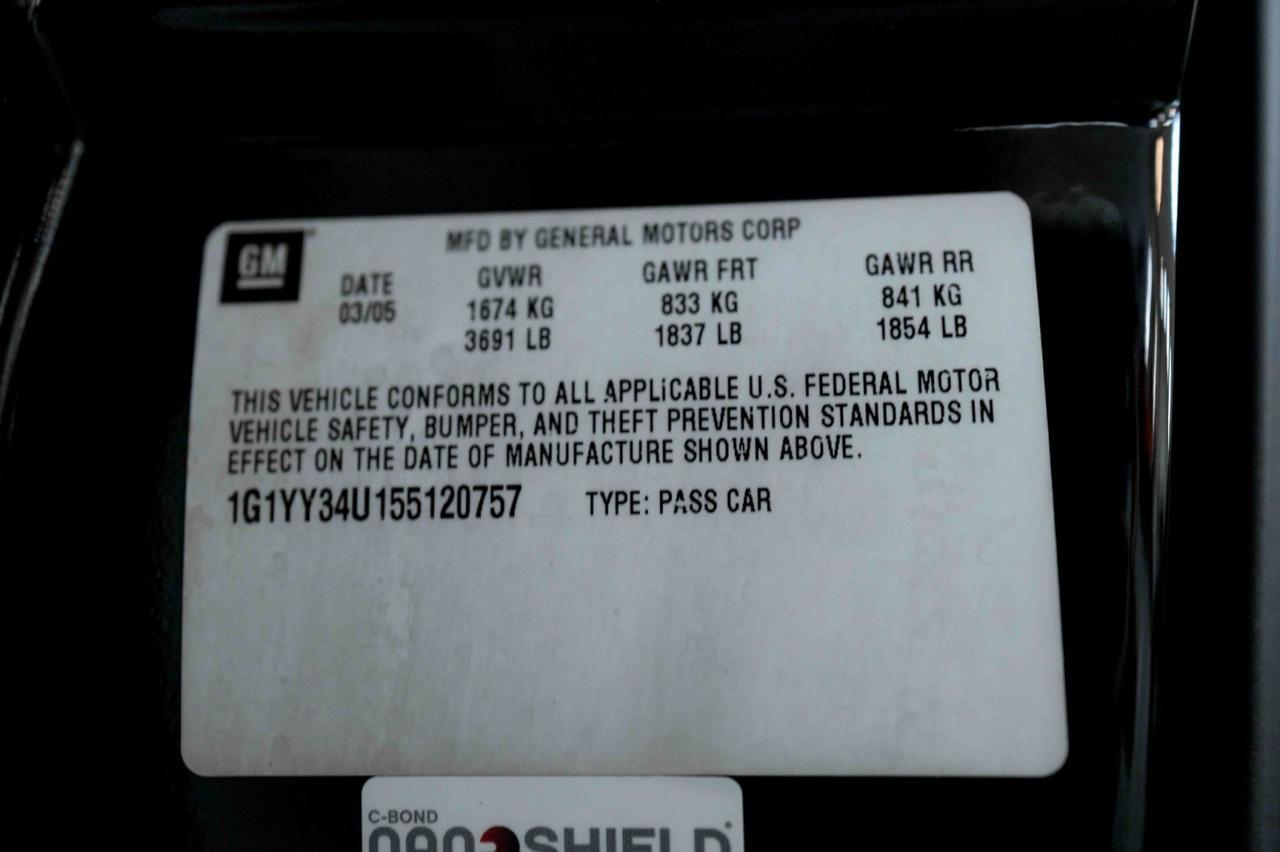 GM
MFD BY GENERAL MOTORS CORP
DATE GVWR GAWR FRT GAWR RR
03/05 1674 KG 833 KG 841 KG
3691 LB 1837 LB 1854 LB
THIS VEHICLE CONFORMS TO ALL APPLICABLE U.S. FEDERAL MOTOR
VEHICLE SAFETY, BUMPER, AND THEFT PREVENTION STANDARDS IN
EFFECT ON THE DATE OF MANUFACTURE SHOWN ABOVE.
1G1YY34U155120757 TYPE: PASS CAR
C-BOND
nanoSHIELD